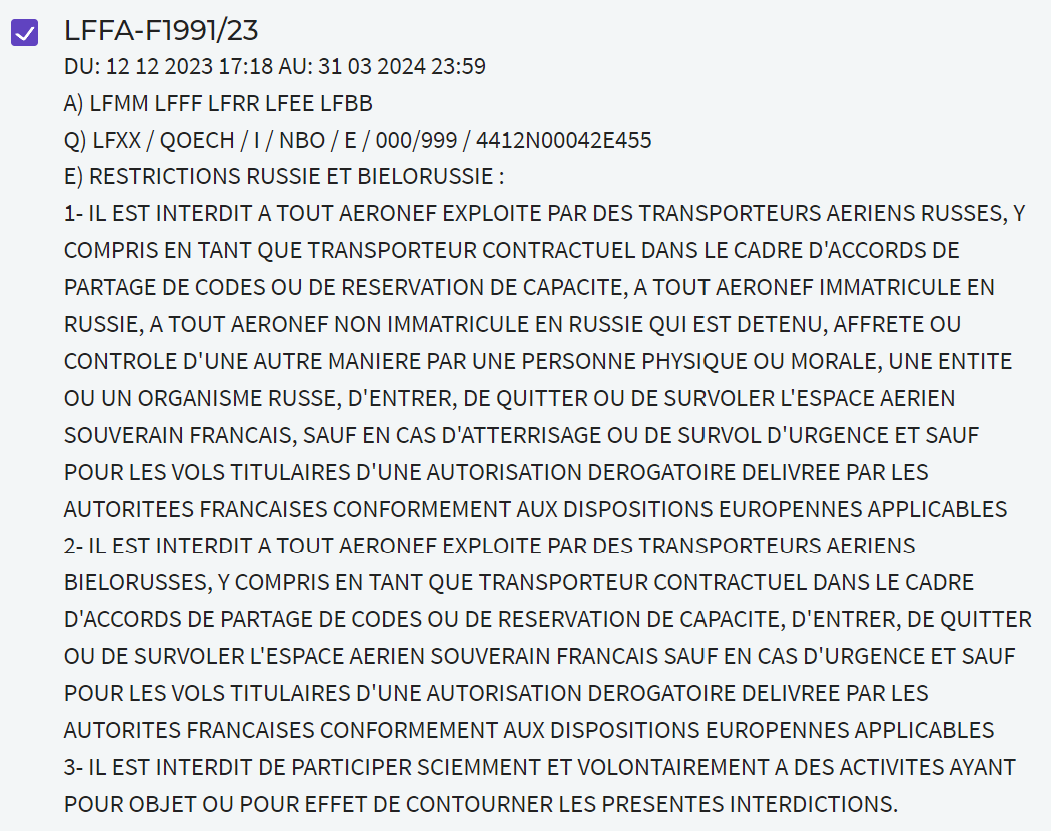 LFFA-F1991/23
DU: 12 12 2023 17:18 AU: 31 03 2024 23:59
A) LFMM LFFF LFRR LFEE LFBB
Q) LFXX / QOECH / I / NBO / E / 000/999 / 4412N00042E455
E) RESTRICTIONS RUSSIE ET BIELORUSSIE :
1- IL EST INTERDIT A TOUT AERONEF EXPLOITE PAR DES TRANSPORTEURS AERIENS RUSSES, Y
COMPRIS EN TANT QUE TRANSPORTEUR CONTRACTUEL DANS LE CADRE D'ACCORDS DE
PARTAGE DE CODES OU DE RESERVATION DE CAPACITE, A TOUT AERONEF IMMATRICULE EN
RUSSIE, A TOUT AERONEF NON IMMATRICULE EN RUSSIE QUI EST DETENU, AFFRETE OU
CONTROLE D'UNE AUTRE MANIERE PAR UNE PERSONNE PHYSIQUE OU MORALE, UNE ENTITE
OU UN ORGANISME RUSSE, D'ENTRER, DE QUITTER OU DE SURVOLER L'ESPACE AERIEN
SOUVERAIN FRANCAIS, SAUF EN CAS D'ATTERRISAGE OU DE SURVOL D'URGENCE ET SAUF
POUR LES VOLS TITULAIRES D'UNE AUTORISATION DEROGATOIRE DELIVREE PAR LES
AUTORITEES FRANCAISES CONFORMEMENT AUX DISPOSITIONS EUROPENNES APPLICABLES
2- IL EST INTERDIT A TOUT AERONEF EXPLOITE PAR DES TRANSPORTEURS AERIENS
BIELORUSSES, Y COMPRIS EN TANT QUE TRANSPORTEUR CONTRACTUEL DANS LE CADRE
D'ACCORDS DE PARTAGE DE CODES OU DE RESERVATION DE CAPACITE, D'ENTRER, DE QUITTER
OU DE SURVOLER L'ESPACE AERIEN SOUVERAIN FRANCAIS SAUF EN CAS D'URGENCE ET SAUF
POUR LES VOLS TITULAIRES D'UNE AUTORISATION DEROGATOIRE DELIVREE PAR LES
AUTORITES FRANCAISES CONFORMEMENT AUX DISPOSITIONS EUROPENNES APPLICABLES
3- IL EST INTERDIT DE PARTICIPER SCIEMMENT ET VOLONTAIREMENT A DES ACTIVITES AYANT
POUR OBJET OU POUR EFFET DE CONTOURNER LES PRESENTES INTERDICTIONS.